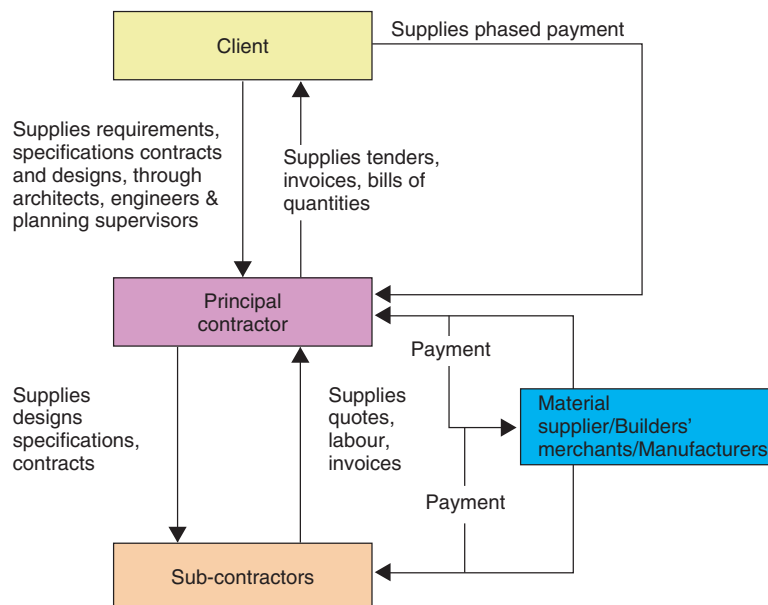 Client
Supplies phased payment
Supplies requirements,
specifications contracts
and designs, through
architects, engineers &
planning supervisors
Supplies tenders,
invoices, bills of
quantities
Principal
contractor
Payment
Supplies
designs
specifications,
contracts
Supplies
quotes,
labour,
invoices
Material
supplier/Builders'
merchants/Manufacturers
Payment
Sub-contractors